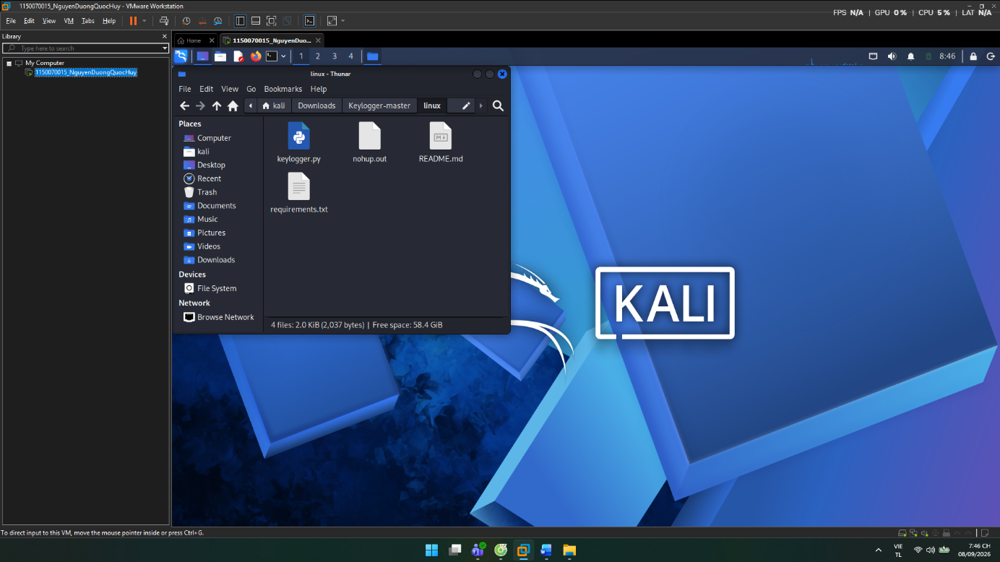 1150070015_NguyenDuongQuocHuy - VMware Workstation
FPS N/A | GPU 0 % | CPU 5 % | LAT N/A
File Edit View VM Tabs Help
Library
Type here to search
My Computer
1150070015_NguyenDuongQuocHuy
Home
1150070015_NguyenDuo...
1 2 3 4
8:46
linux - Thunar
File Edit View Go Bookmarks Help
kali Downloads Keylogger-master linux
Places
Computer
kali
Desktop
Recent
Trash
Documents
Music
Pictures
Videos
Downloads
Devices
File System
Network
Browse Network
keylogger.py nohup.out README.md
requirements.txt
4 files: 2.0 KiB (2,037 bytes) | Free space: 58.4 GiB
KALI
To direct input to this VM, move the mouse pointer inside or press Ctrl+G.
VIE
TL
7:46 CH
08/09/2026